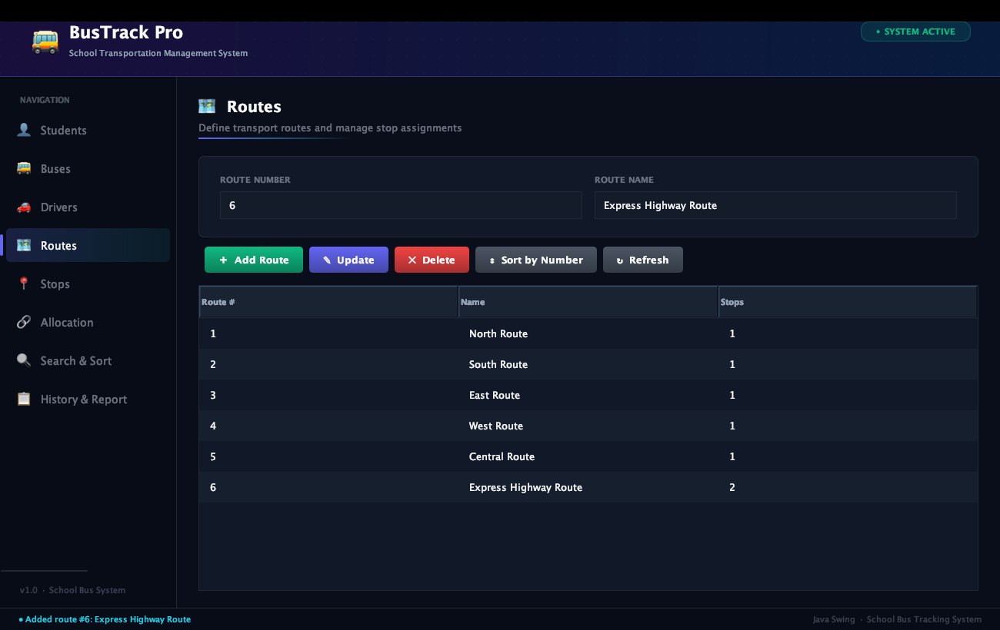 BusTrack Pro
School Transportation Management System
• SYSTEM ACTIVE
NAVIGATION
Students
Buses
Drivers
Routes
Stops
Allocation
Search & Sort
History & Report
v1.0 · School Bus System
Routes
Define transport routes and manage stop assignments
ROUTE NUMBER ROUTE NAME
6 Express Highway Route
+ Add Route ✎ Update ✕ Delete ↕ Sort by Number ↻ Refresh
Route # Name Stops
1 North Route 1
2 South Route 1
3 East Route 1
4 West Route 1
5 Central Route 1
6 Express Highway Route 2
• Added route #6: Express Highway Route
Java Swing · School Bus Tracking System